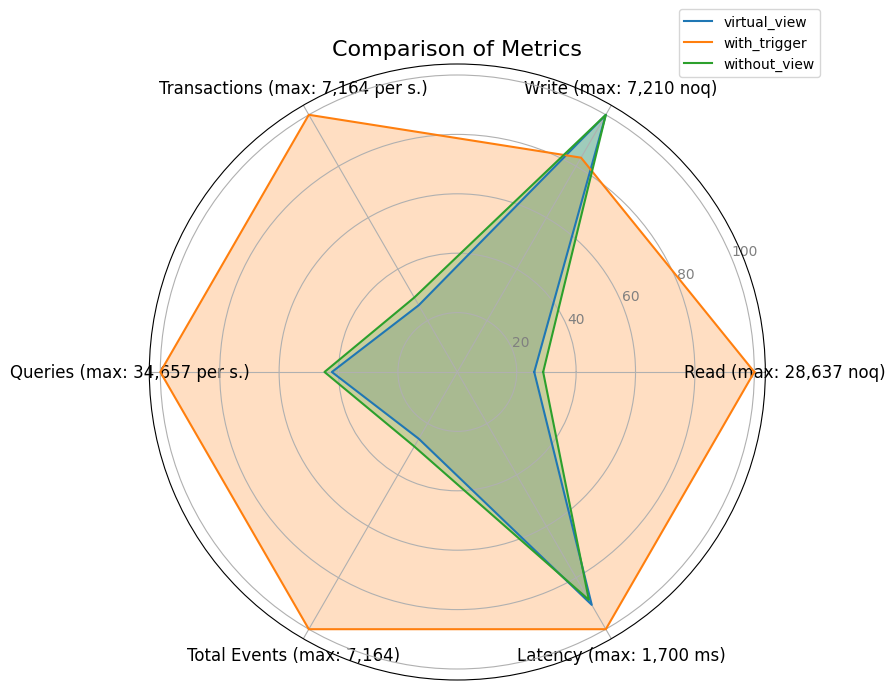 virtual_view
with_trigger
without_view
Comparison of Metrics
Transactions (max: 7,164 per s.)
Write (max: 7,210 noq)
100
80
60
40
20
Queries (max: 34,657 per s.)
Read (max: 28,637 noq)
Total Events (max: 7,164)
Latency (max: 1,700 ms)